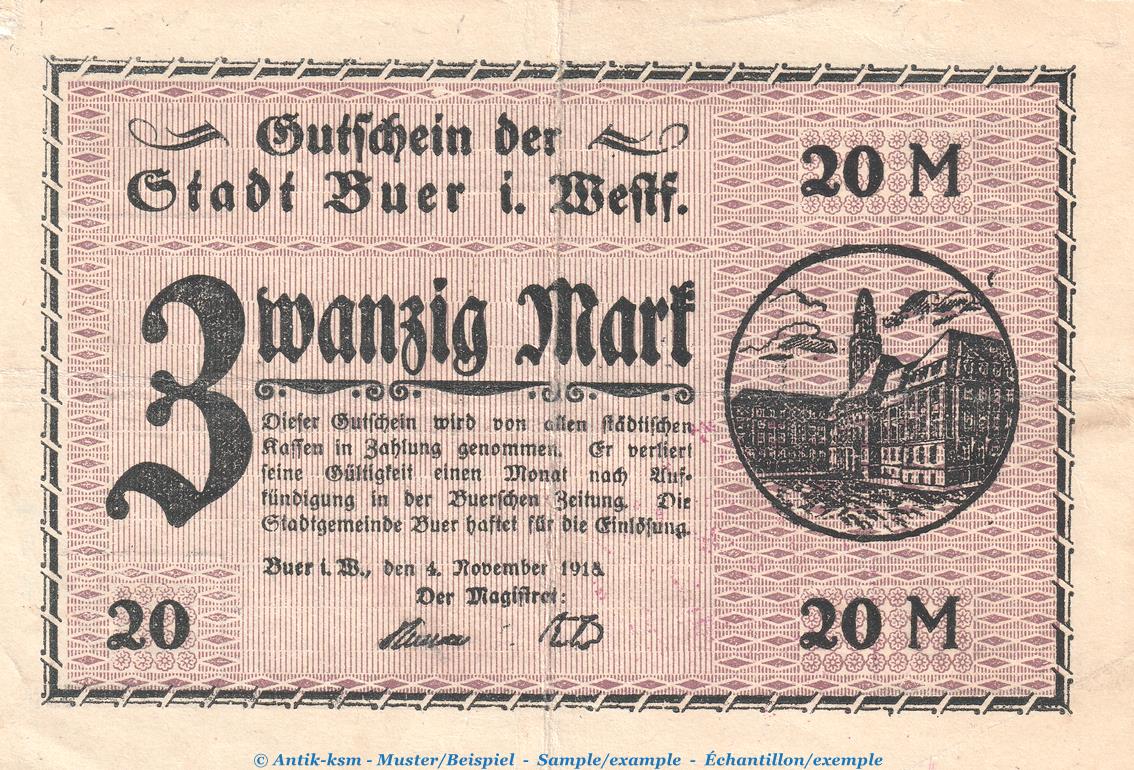 Gutschein der
Stadt Buer i. Westf.
20 M
Zwanzig Mark
Dieser Gutschein wird von allen städtischen
Kassen in Zahlung genommen. Er verliert
seine Gültigkeit einen Monat nach Auf-
kündigung in der Buerschen Zeitung. Die
Stadtgemeinde Buer haftet für die Einlösung.
Buer i. W., den 4. November 1918
Der Magistrat:
20
20 M
© Antik-ksm - Muster/Beispiel - Sample/example - Échantillon/exemple